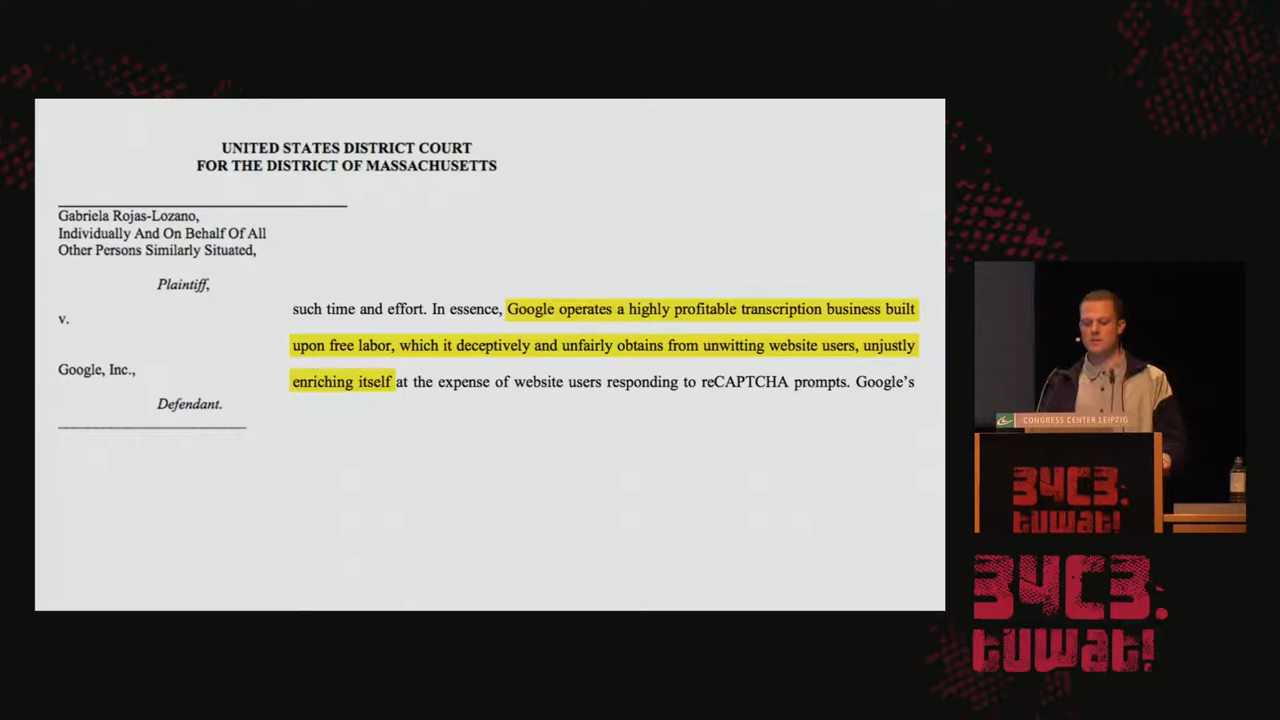 UNITED STATES DISTRICT COURT
FOR THE DISTRICT OF MASSACHUSETTS
Gabriela Rojas-Lozano,
Individually And On Behalf Of All
Other Persons Similarly Situated,
Plaintiff,
v.
Google, Inc.,
Defendant.
such time and effort. In essence, Google operates a highly profitable transcription business built
upon free labor, which it deceptively and unfairly obtains from unwitting website users, unjustly
enriching itself at the expense of website users responding to reCAPTCHA prompts. Google’s
CONGRESS CENTER LEIPZIG
34C3.
tuwat!
34C3.
tuwat!